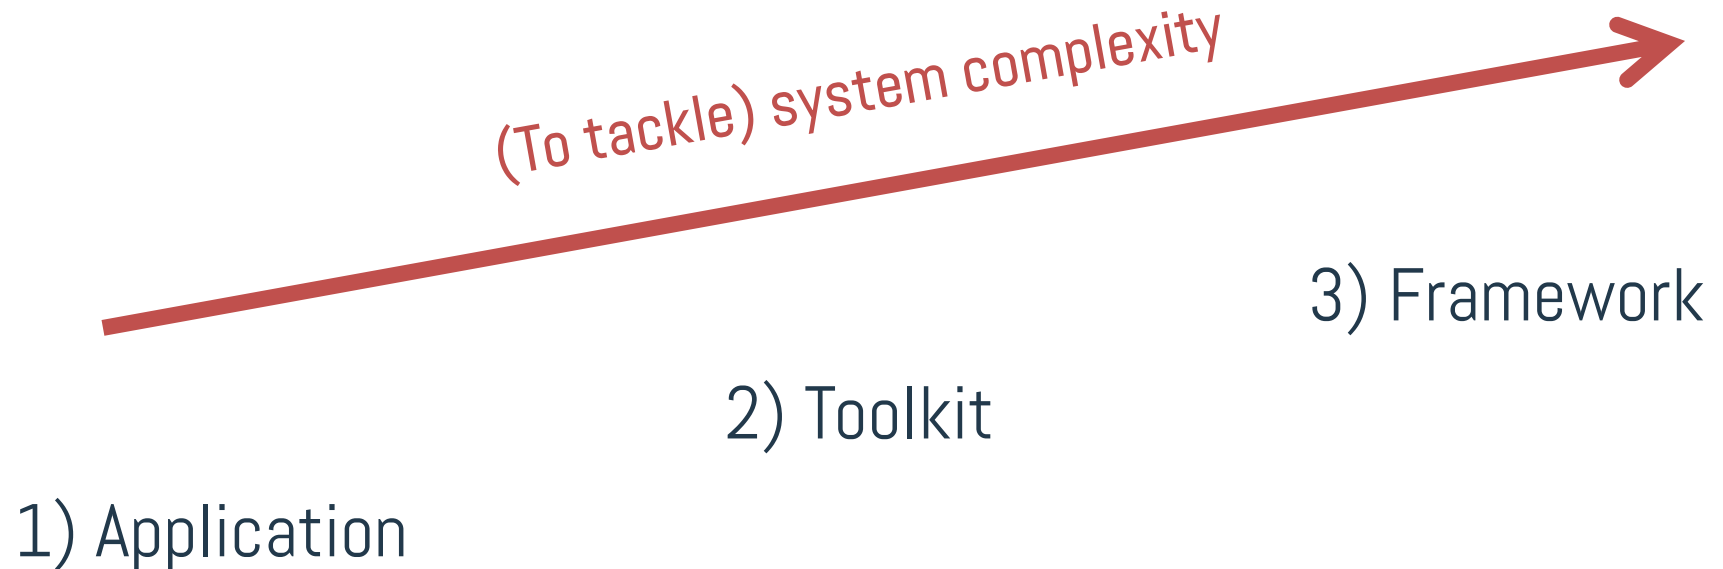 (To tackle) system complexity
3) Framework
2) Toolkit
1) Application